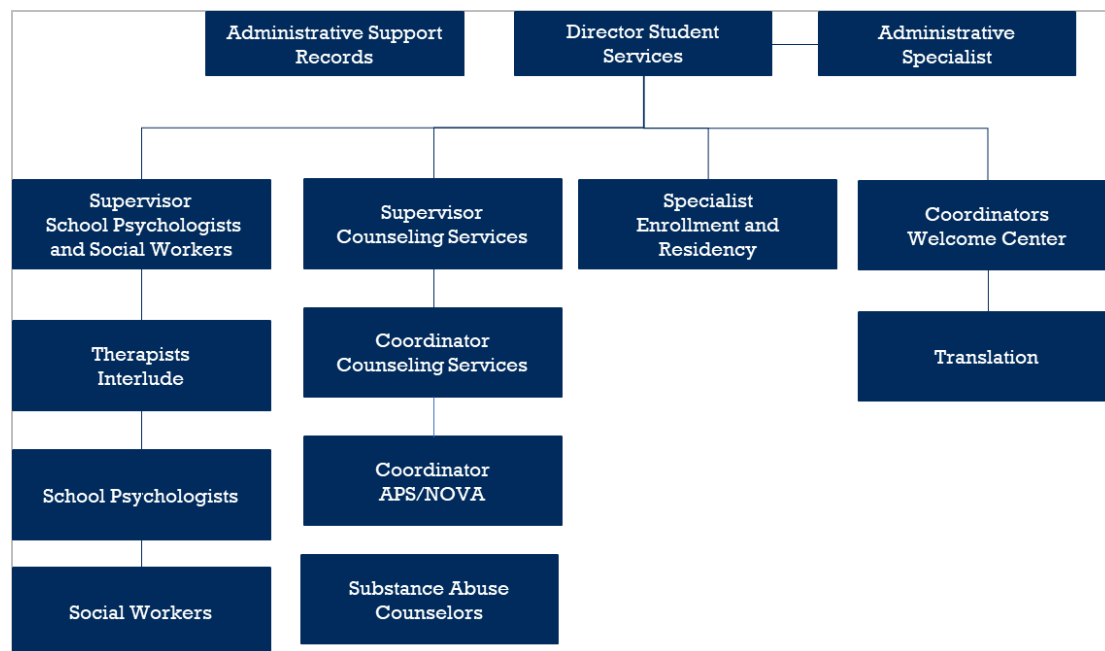 Administrative Support
Records
Director Student
Services
Administrative
Specialist
Supervisor
School Psychologists
and Social Workers
Supervisor
Counseling Services
Specialist
Enrollment and
Residency
Coordinators
Welcome Center
Therapists
Interlude
Coordinator
Counseling Services
Translation
School Psychologists
Coordinator
APS/NOVA
Social Workers
Substance Abuse
Counselors